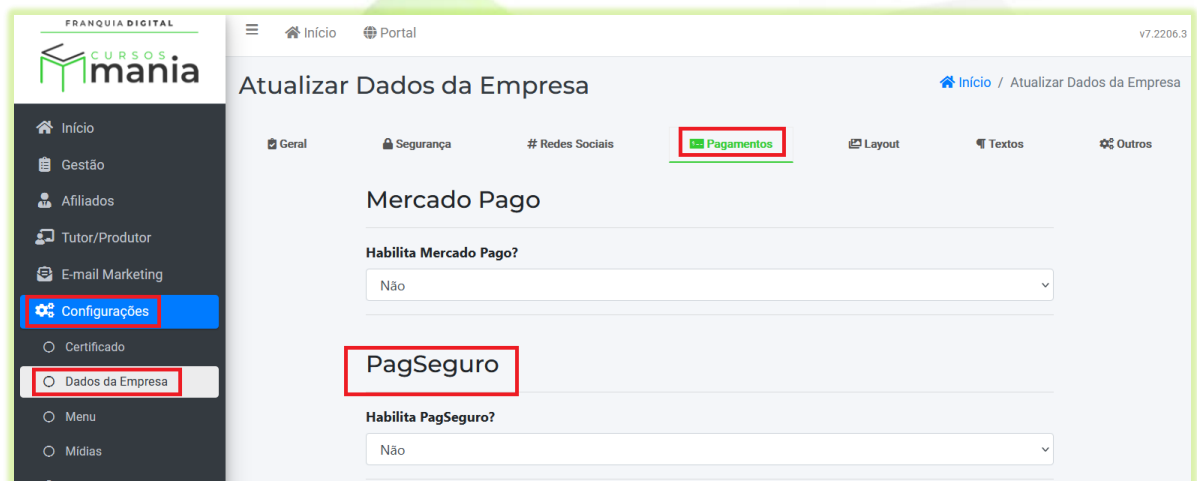 FRANQUIA DIGITAL
CURSOS
mania
Início
Gestão
Afiliados
Tutor/Produtor
E-mail Marketing
Configurações
Certificado
Dados da Empresa
Menu
Mídias
Início Portal v7.2206.3
Atualizar Dados da Empresa
Início / Atualizar Dados da Empresa
Geral Segurança # Redes Sociais Pagamentos Layout Textos Outros
Mercado Pago
Habilita Mercado Pago?
Não
PagSeguro
Habilita PagSeguro?
Não